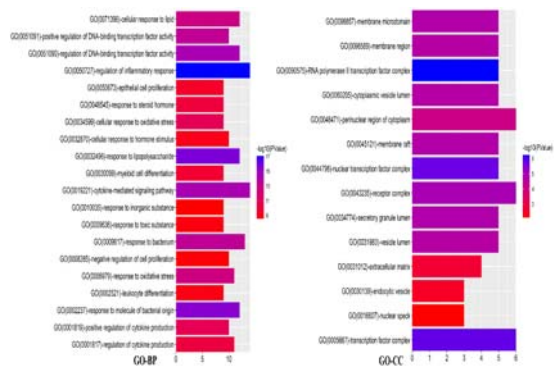 GO(0071396)-cellular response to lipid
GO(0051091)-positive regulation of DNA-binding transcription factor activity
GO(0051090)-regulation of DNA-binding transcription factor activity
GO(0050727)-regulation of inflammatory response
GO(0050673)-epithelial cell proliferation
GO(0048545)-response to steroid hormone
GO(0034599)-cellular response to oxidative stress
GO(0032870)-cellular response to hormone stimulus
GO(0032496)-response to lipopolysaccharide
GO(0030099)-myeloid cell differentiation
GO(0019221)-cytokine-mediated signaling pathway
GO(0010035)-response to inorganic substance
GO(0009636)-response to toxic substance
GO(0009617)-response to bacterium
GO(0008285)-negative regulation of cell proliferation
GO(0006979)-response to oxidative stress
GO(0002521)-leukocyte differentiation
GO(0002237)-response to molecule of bacterial origin
GO(0001819)-positive regulation of cytokine production
GO(0001817)-regulation of cytokine production
0 5 10
GO-BP
-log10(PValue)
GO(0098857)-membrane microdomain
GO(0098589)-membrane region
GO(0090575)-RNA polymerase II transcription factor complex
GO(0060205)-cytoplasmic vesicle lumen
GO(0048471)-perinuclear region of cytoplasm
GO(0045121)-membrane raft
GO(0044798)-nuclear transcription factor complex
GO(0043235)-receptor complex
GO(0034774)-secretory granule lumen
GO(0031983)-vesicle lumen
GO(0031012)-extracellular matrix
GO(0030139)-endocytic vesicle
GO(0016607)-nuclear speck
GO(0005667)-transcription factor complex
0 1 2 3 4 5 6
GO-CC
-log10(PValue)